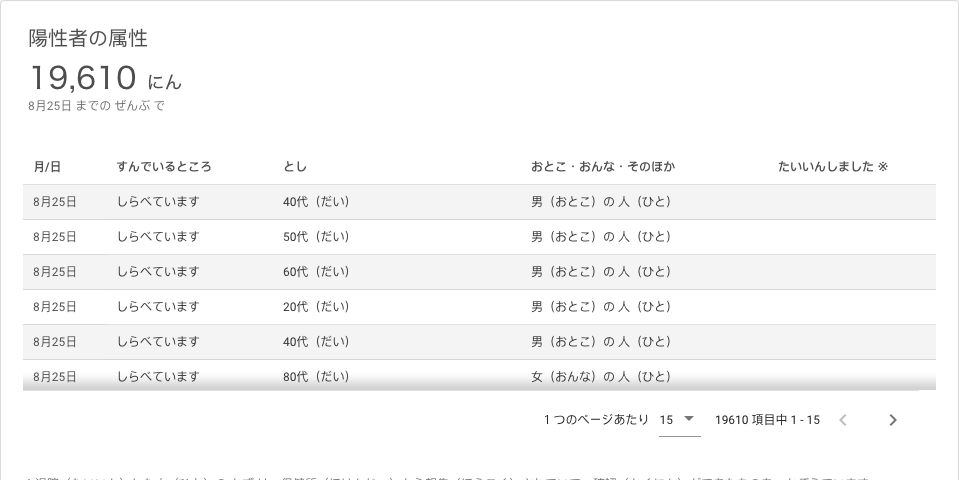 陽性者の属性
19,610 にん
8月25日 までの ぜんぶ で
月/日 すんでいるところ とし おとこ・おんな・そのほか たいいんしました ※
8月25日 しらべています 40代（だい） 男（おとこ）の 人（ひと）
8月25日 しらべています 50代（だい） 男（おとこ）の 人（ひと）
8月25日 しらべています 60代（だい） 男（おとこ）の 人（ひと）
8月25日 しらべています 20代（だい） 男（おとこ）の 人（ひと）
8月25日 しらべています 40代（だい） 男（おとこ）の 人（ひと）
8月25日 しらべています 80代（だい） 女（おんな）の 人（ひと）
1 つのページあたり 15 19610 項目中 1 - 15